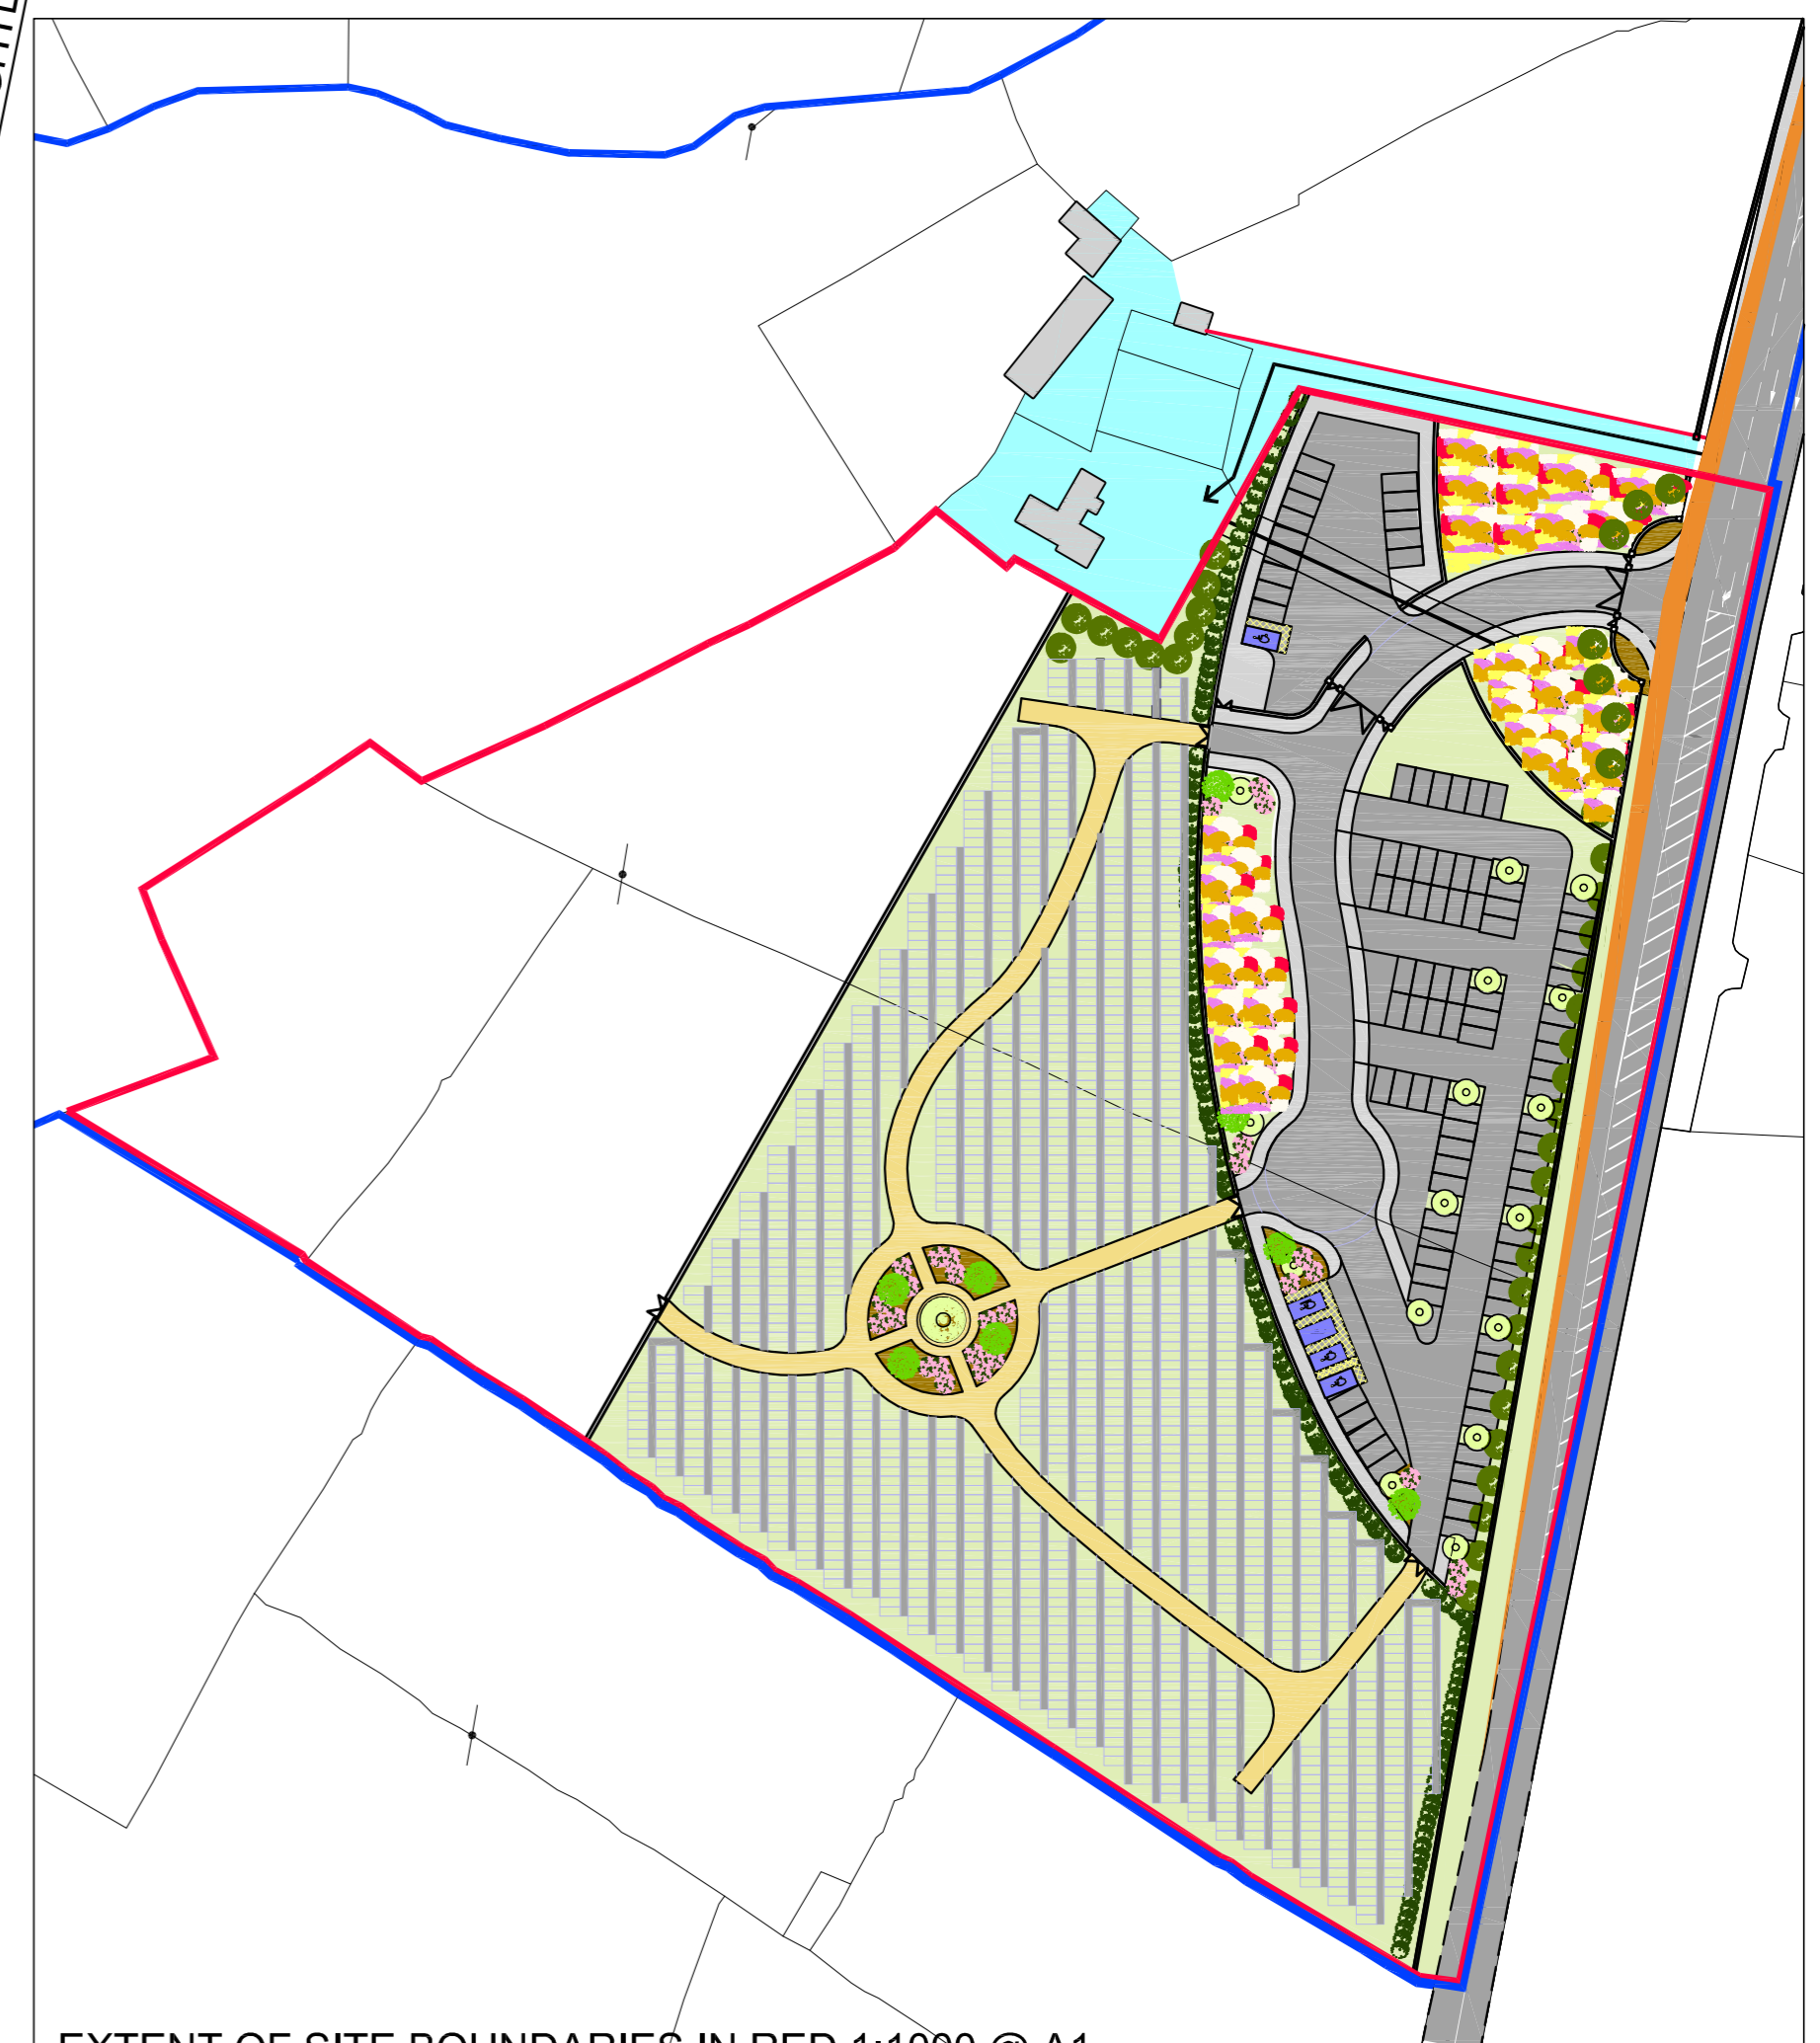 EXTENT OF SITE BOUNDARIES IN RED 1:1000 @ A1